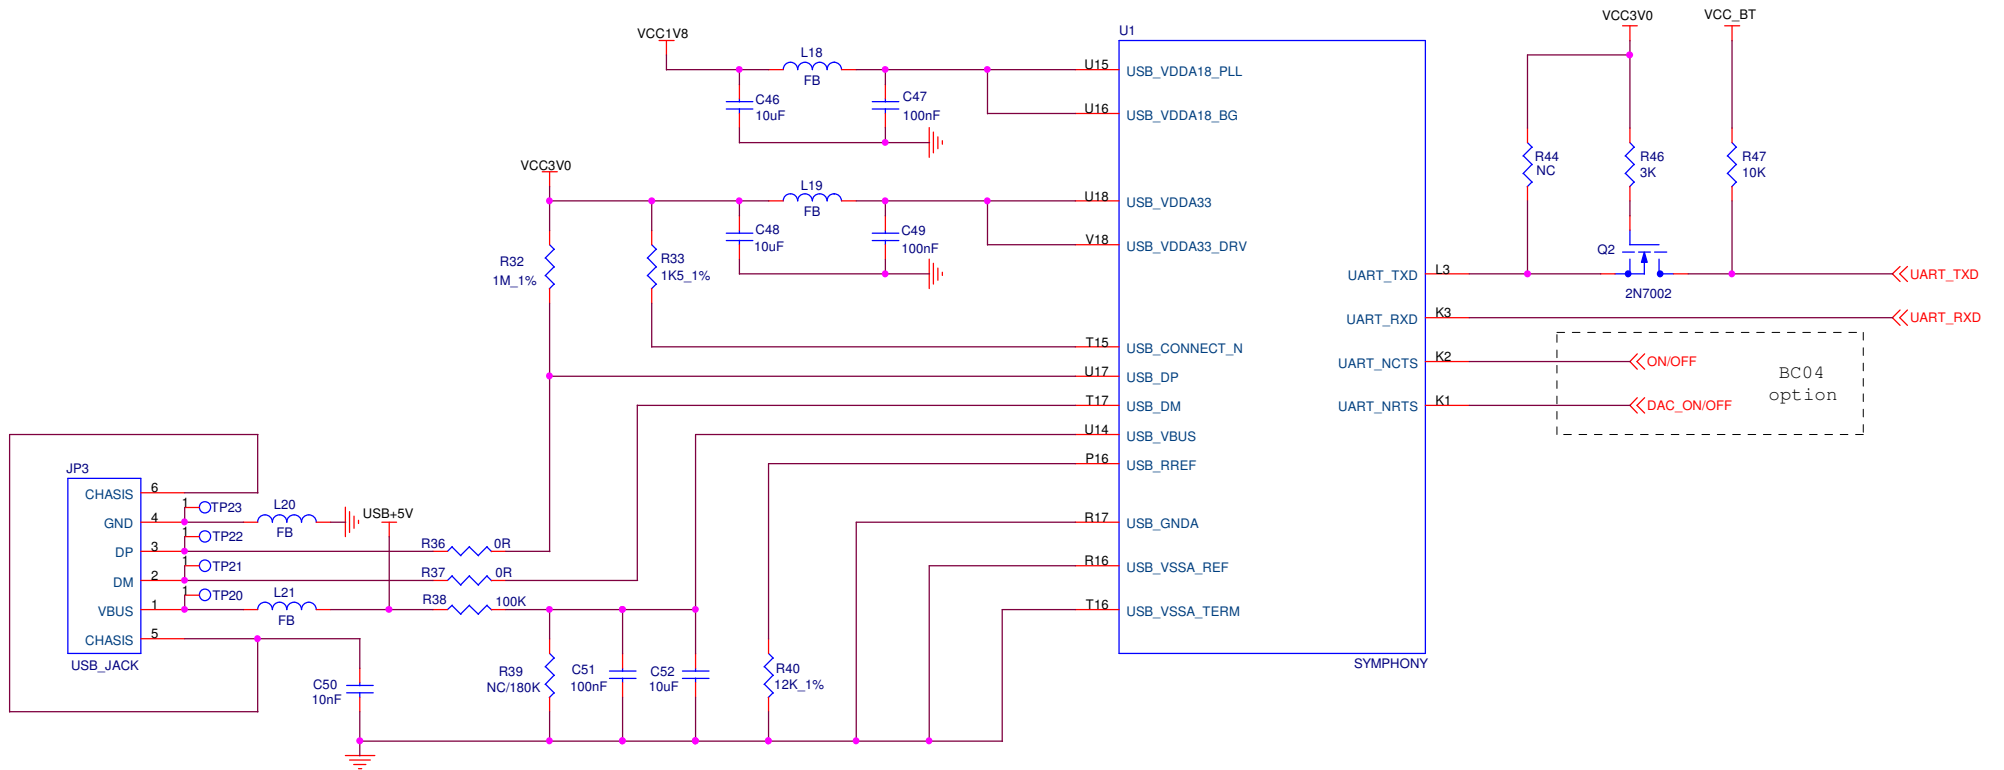 VCC3V0
VCC_BT
U1
VCC1V8
L18
FB
U15
USB_VDDA18_PLL
C46
10uF
C47
100nF
U16
USB_VDDA18_BG
R44
NC
R46
3K
R47
10K
VCC3V0
L19
FB
U18
USB_VDDA33
C48
10uF
C49
100nF
V18
USB_VDDA33_DRV
R32
1M_1%
R33
1K5_1%
Q2
2N7002
UART_TXD
L3
UART_TXD
UART_RXD
K3
UART_RXD
T15
USB_CONNECT_N
UART_NCTS
K2
ON/OFF
BC04
option
U17
USB_DP
T17
USB_DM
UART_NRTS
K1
DAC_ON/OFF
U14
USB_VBUS
P16
USB_RREF
JP3
CHASIS
6
1
TP23
L20
FB
USB+5V
GND
4
1
TP22
R17
USB_GNDA
DP
3
R36
0R
1
TP21
R16
USB_VSSA_REF
DM
2
R37
0R
1
TP20
L21
FB
VBUS
1
R38
100K
T16
USB_VSSA_TERM
CHASIS
5
USB_JACK
SYMPHONY
C50
10nF
R39
NC/180K
C51
100nF
C52
10uF
R40
12K_1%